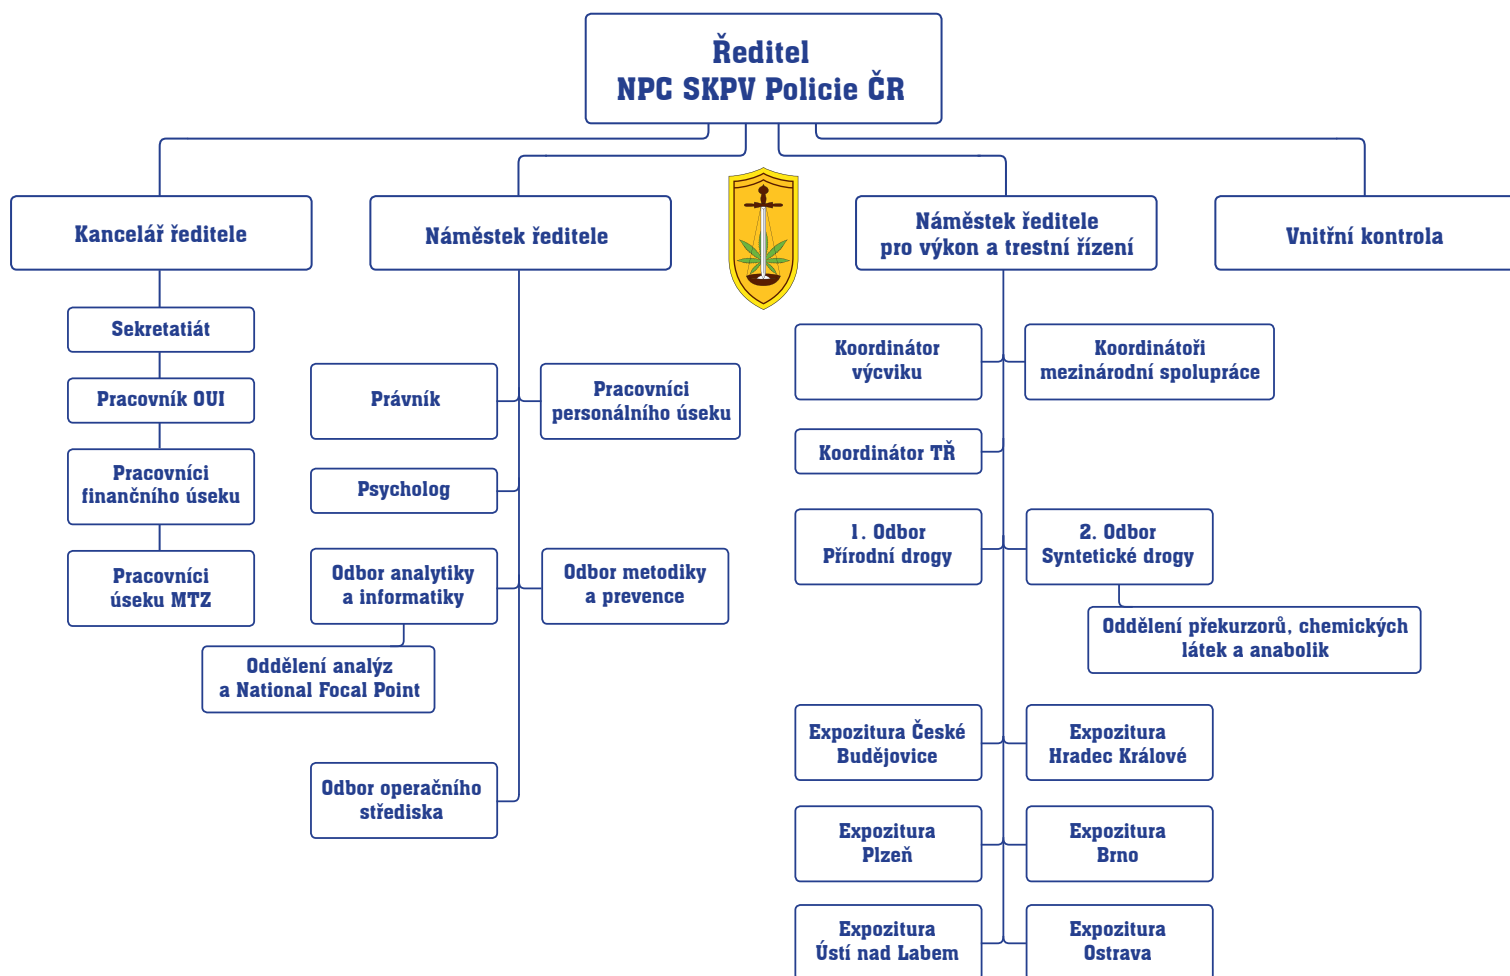 Ředitel
NPC SKPV Policie ČR
Kancelář ředitele
Náměstek ředitele
Náměstek ředitele
pro výkon a trestní řízení
Vnitřní kontrola
Sekretatiát
Pracovník OUI
Pracovníci
finančního úseku
Pracovníci
úseku MTZ
Právník
Pracovníci
personálního úseku
Psycholog
Odbor analytiky
a informatiky
Odbor metodiky
a prevence
Oddělení analýz
a National Focal Point
Odbor operačního
střediska
Koordinátor
výcviku
Koordinátoři
mezinárodní spolupráce
Koordinátor TŘ
1. Odbor
Přírodní drogy
2. Odbor
Syntetické drogy
Oddělení překurzorů, chemických
látek a anabolik
Expozitura České
Budějovice
Expozitura
Hradec Králové
Expozitura
Plzeň
Expozitura
Brno
Expozitura
Ústí nad Labem
Expozitura
Ostrava